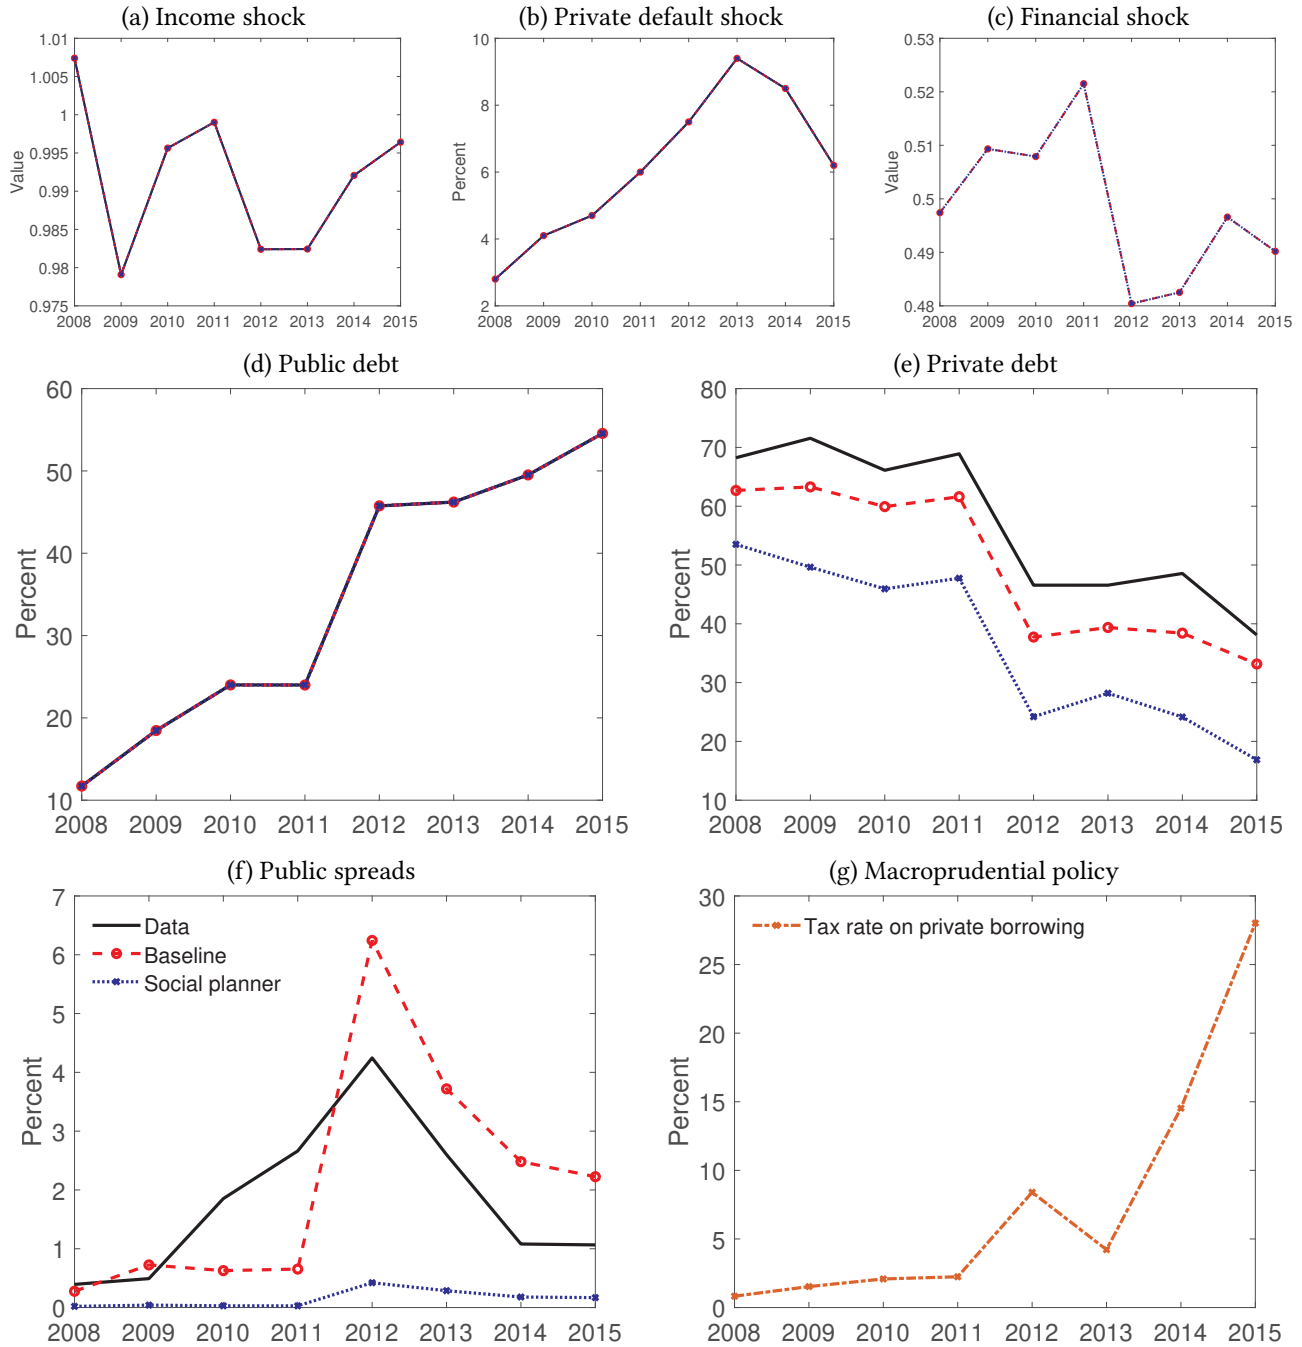 (a) Income shock
(b) Private default shock
(c) Financial shock
1.01
1.005
1
0.995
0.99
0.985
0.98
0.975
Value
2008 2009 2010 2011 2012 2013 2014 2015
10
8
6
4
2
Percent
2008 2009 2010 2011 2012 2013 2014 2015
0.53
0.52
0.51
0.5
0.49
0.48
Value
2008 2009 2010 2011 2012 2013 2014 2015
(d) Public debt
60
50
40
30
20
10
Percent
2008 2009 2010 2011 2012 2013 2014 2015
(e) Private debt
80
70
60
50
40
30
20
10
Percent
2008 2009 2010 2011 2012 2013 2014 2015
(f) Public spreads
7
6
5
4
3
2
1
0
Percent
Data
Baseline
Social planner
2008 2009 2010 2011 2012 2013 2014 2015
(g) Macroprudential policy
30
25
20
15
10
5
0
Percent
Tax rate on private borrowing
2008 2009 2010 2011 2012 2013 2014 2015